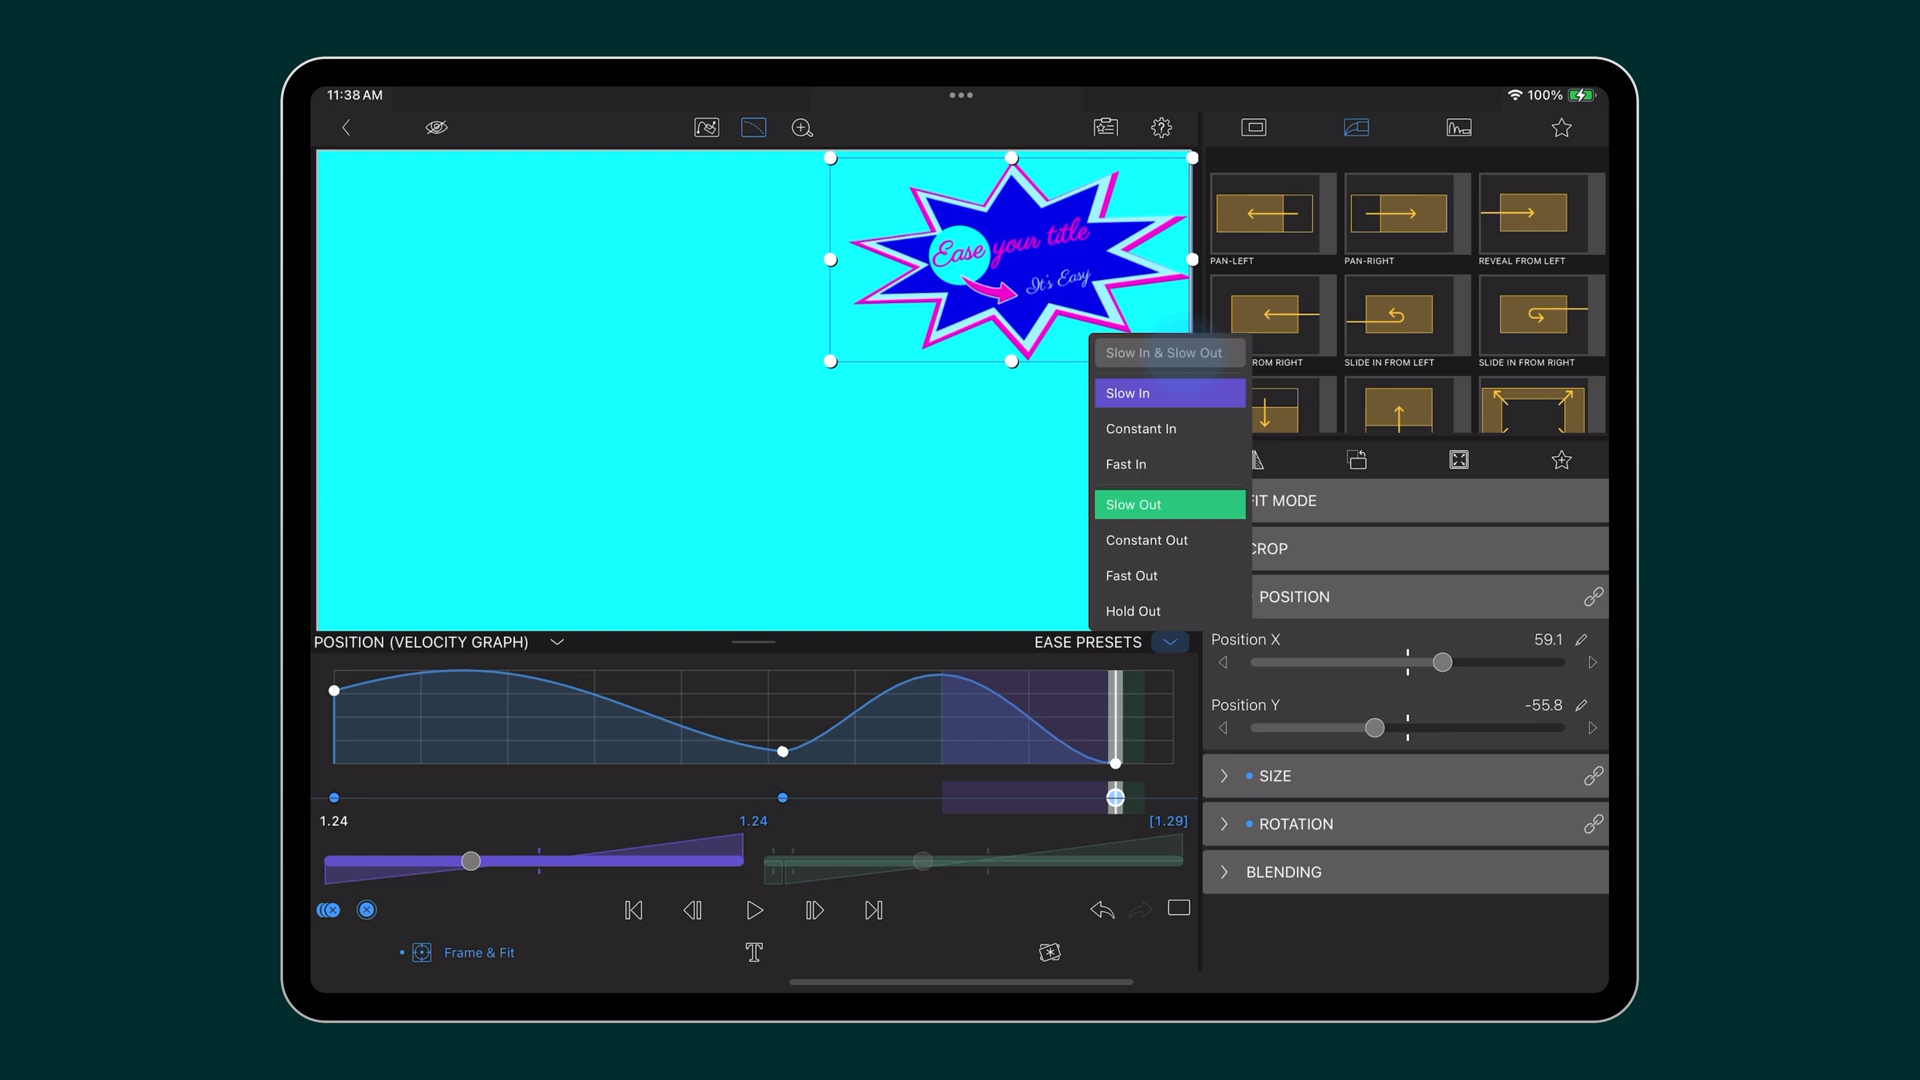 11:38 AM
100%
Ease your title
It's Easy
Slow In & Slow Out
Slow In
Constant In
Fast In
Slow Out
Constant Out
Fast Out
Hold Out
PAN-LEFT
PAN-RIGHT
REVEAL FROM LEFT
ROM RIGHT
SLIDE IN FROM LEFT
SLIDE IN FROM RIGHT
FIT MODE
CROP
POSITION
Position X
59.1
Position Y
-55.8
SIZE
ROTATION
BLENDING
POSITION (VELOCITY GRAPH)
EASE PRESETS
1.24
1.24
[1.29]
Frame & Fit